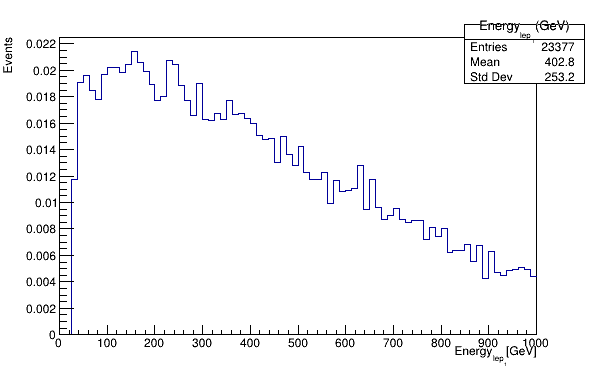 Energy_lep_1 (GeV)
Entries 23377
Mean 402.8
Std Dev 253.2
Events
0.022
0.02
0.018
0.016
0.014
0.012
0.01
0.008
0.006
0.004
0.002
0
0 100 200 300 400 500 600 700 800 900 1000
Energy_lep_1 [GeV]